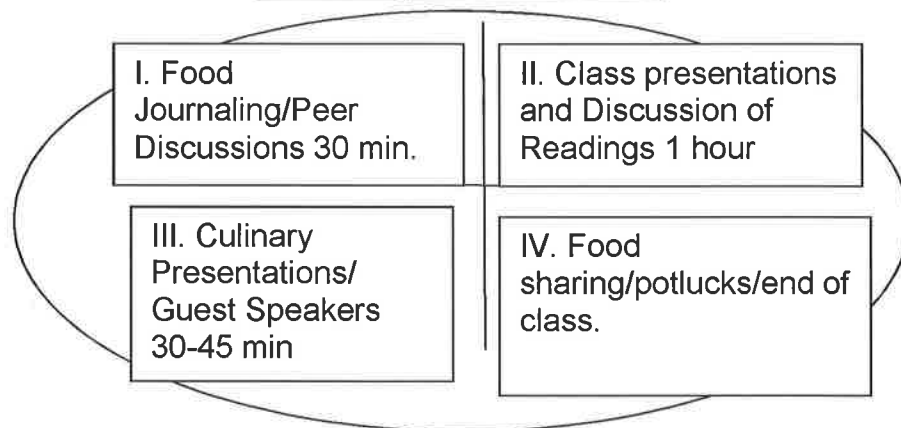 I. Food
Journaling/Peer
Discussions 30 min.
II. Class presentations
and Discussion of
Readings 1 hour
III. Culinary
Presentations/
Guest Speakers
30-45 min
IV. Food
sharing/potlucks/end of
class.